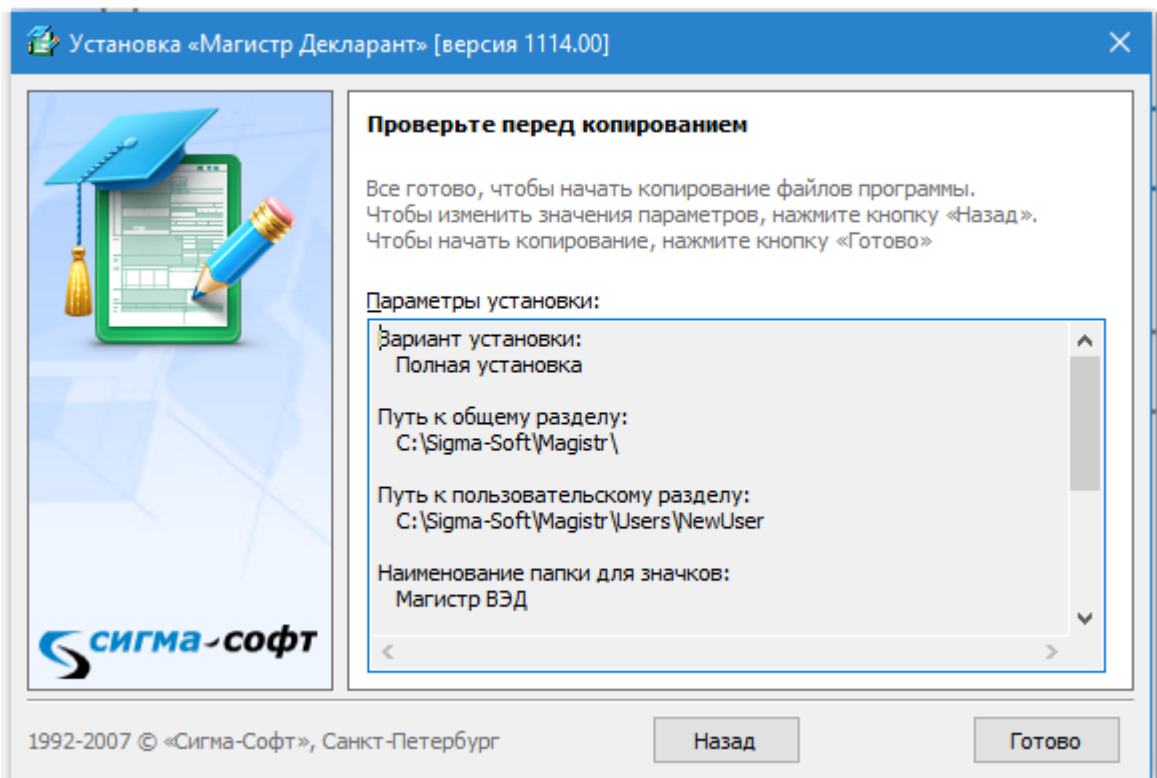 Установка «Магистр Декларант» [версия 1114.00]
Проверьте перед копированием
Все готово, чтобы начать копирование файлов программы.
Чтобы изменить значения параметров, нажмите кнопку «Назад».
Чтобы начать копирование, нажмите кнопку «Готово»
Параметры установки:
Вариант установки:
Полная установка
Путь к общему разделу:
C:\Sigma-Soft\Magistr\
Путь к пользовательскому разделу:
C:\Sigma-Soft\Magistr\Users\NewUser
Наименование папки для значков:
Магистр ВЭД
сигма-софт
1992-2007 © «Сигма-Софт», Санкт-Петербург
Назад
Готово